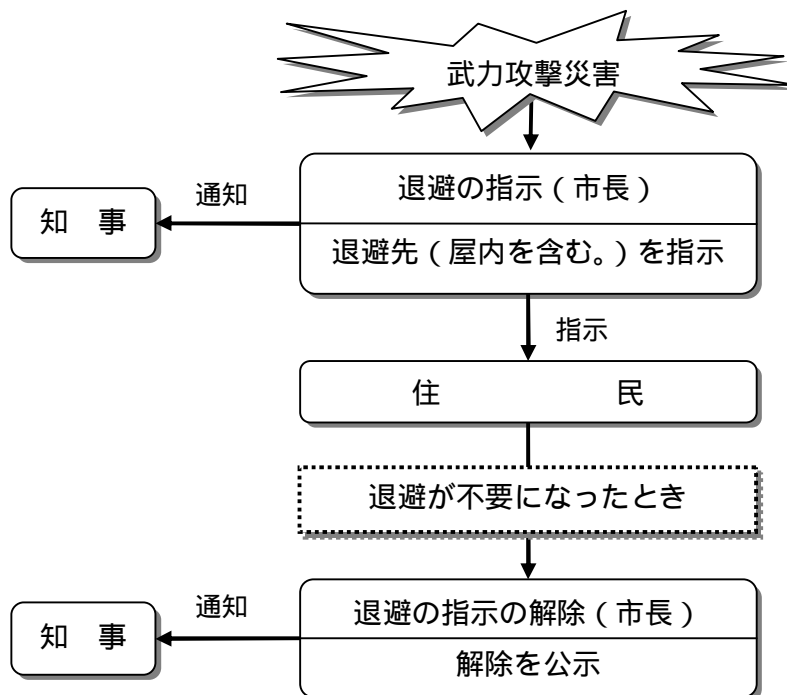 武力攻撃災害
退避の指示（市長）
通知
知　事
退避先（屋内を含む。）を指示
指示
住　　　　民
退避が不要になったとき
退避の指示の解除（市長）
通知
知　事
解除を公示